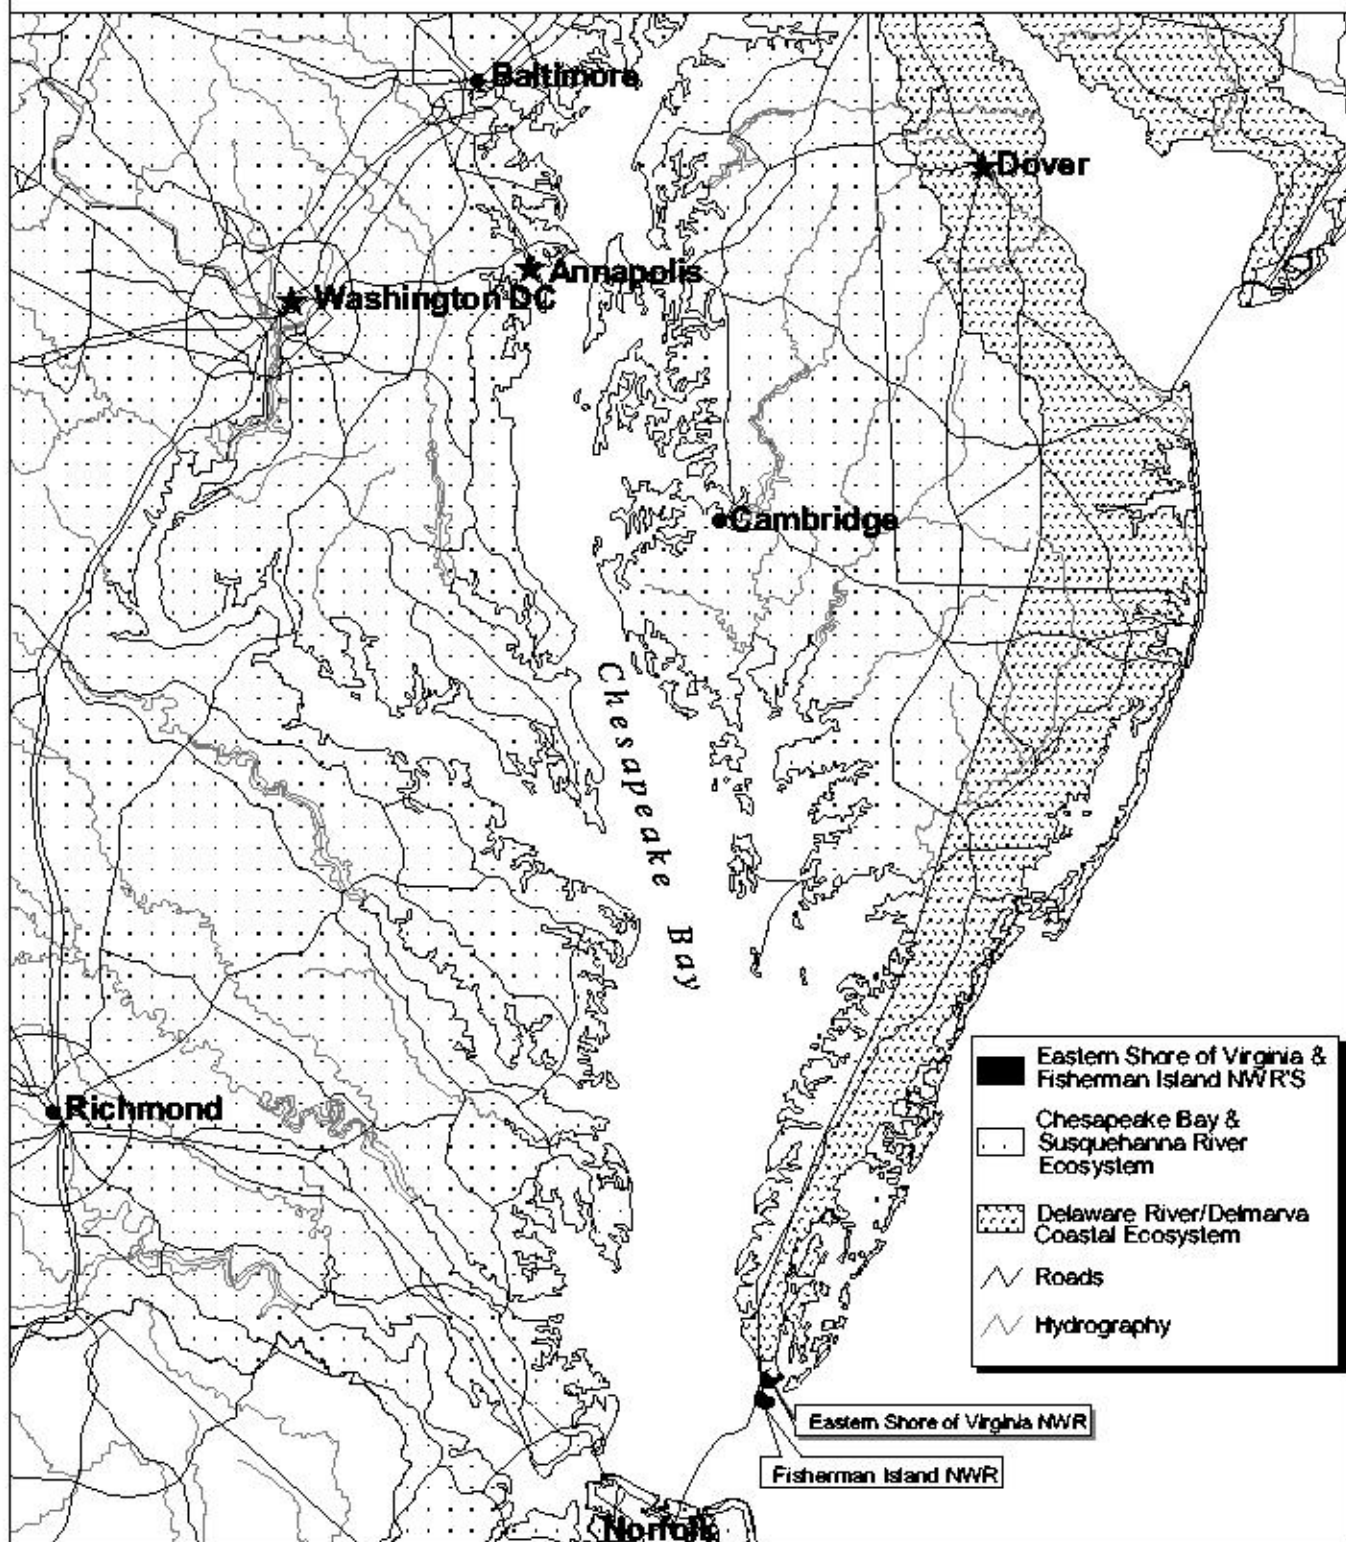 Baltimore
Dover
Annapolis
Washington DC
Cambridge
Chesapeake Bay
Richmond
Eastern Shore of Virginia &
Fisherman Island NWR'S
Chesapeake Bay &
Susquehanna River
Ecosystem
Delaware River/Delmarva
Coastal Ecosystem
Roads
Hydrography
Eastern Shore of Virginia NWR
Fisherman Island NWR
Norfolk